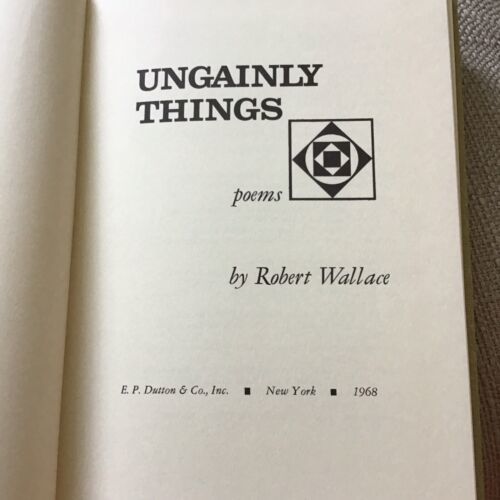 UNGAINLY
THINGS
poems
by Robert Wallace
E. P. Dutton & Co., Inc. ■ New York ■ 1968